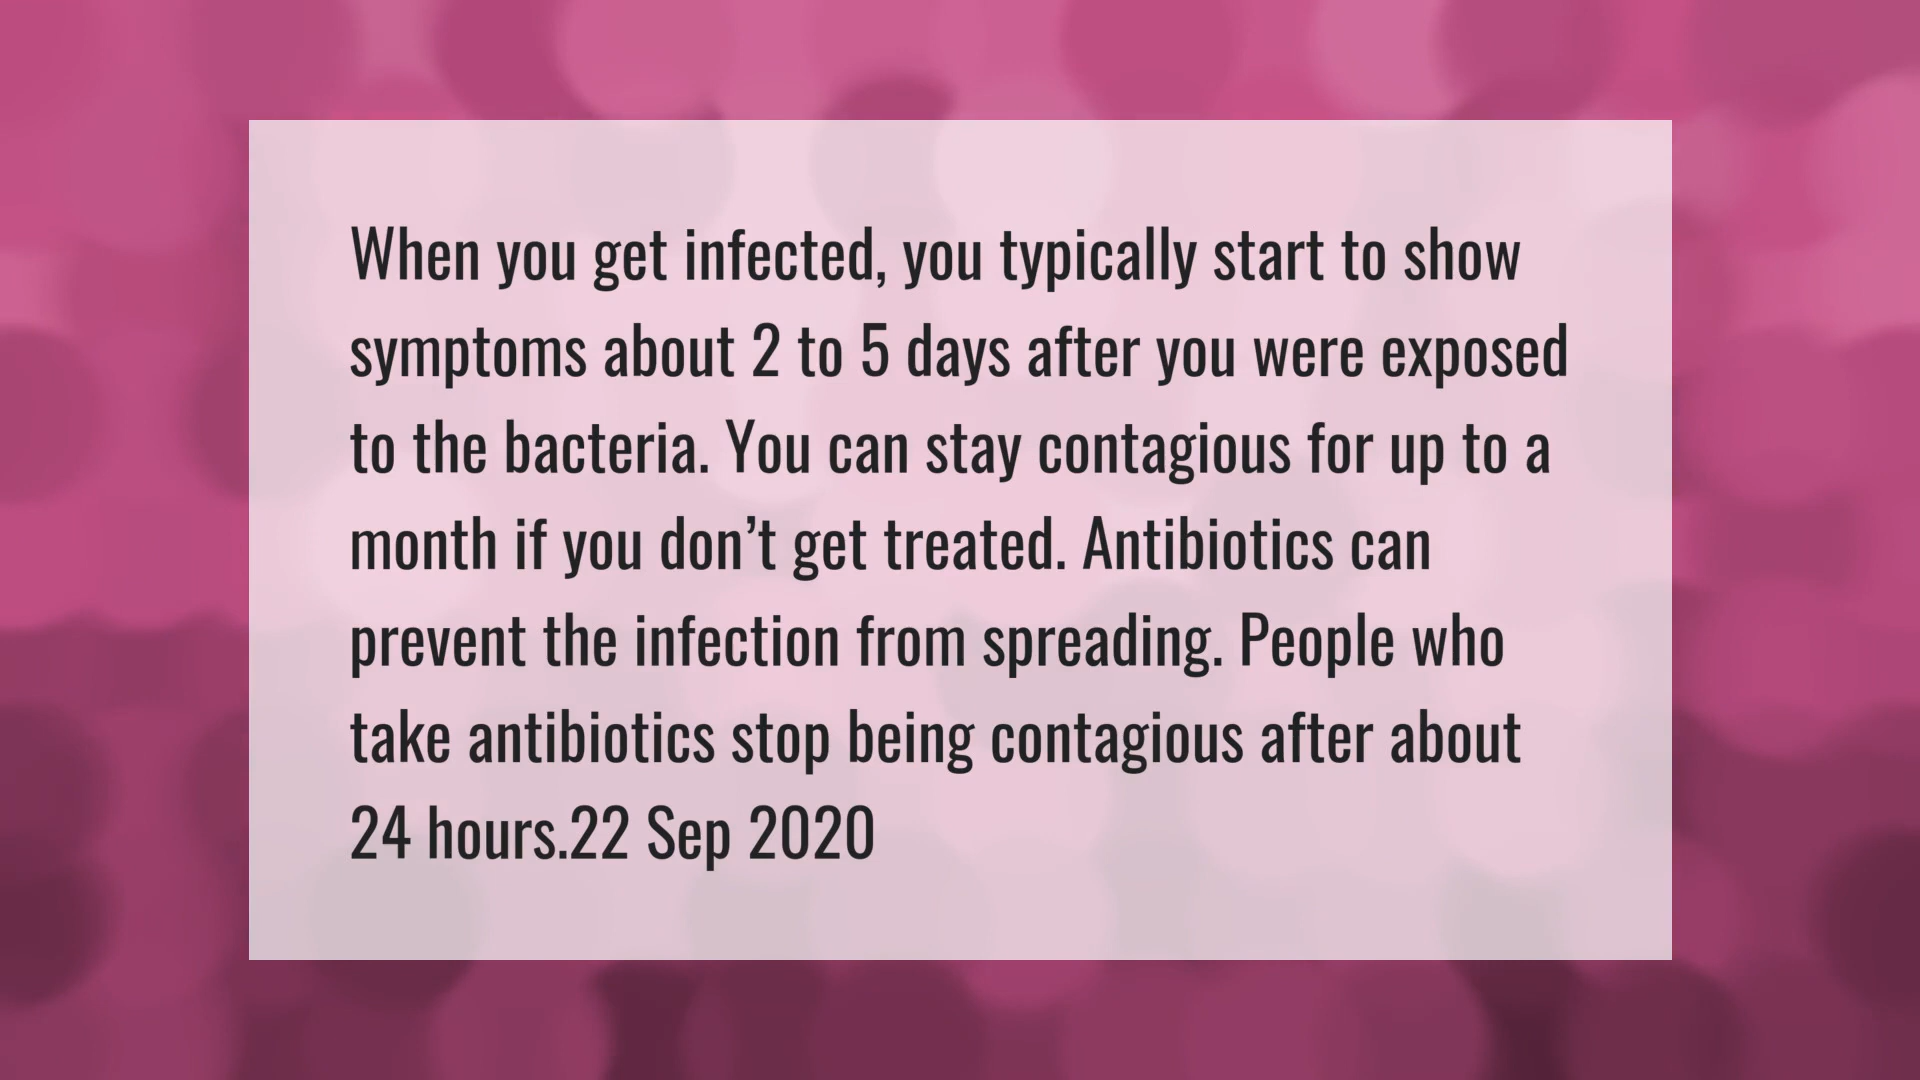 When you get infected, you typically start to show
symptoms about 2 to 5 days after you were exposed
to the bacteria. You can stay contagious for up to a
month if you don’t get treated. Antibiotics can
prevent the infection from spreading. People who
take antibiotics stop being contagious after about
24 hours.22 Sep 2020